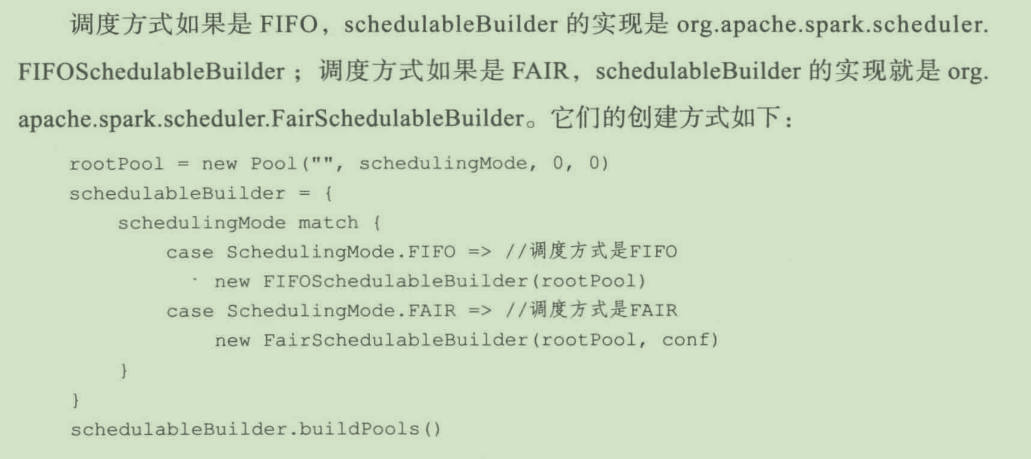 调度方式如果是 FIFO，schedulableBuilder 的实现是 org.apache.spark.scheduler.
FIFOSchedulableBuilder；调度方式如果是 FAIR，schedulableBuilder 的实现就是 org.
apache.spark.scheduler.FairSchedulableBuilder。它们的创建方式如下：
rootPool = new Pool("", schedulingMode, 0, 0)
schedulableBuilder = {
schedulingMode match {
case SchedulingMode.FIFO => //调度方式是FIFO
new FIFOSchedulableBuilder(rootPool)
case SchedulingMode.FAIR => //调度方式是FAIR
new FairSchedulableBuilder(rootPool, conf)
}
}
schedulableBuilder.buildPools()